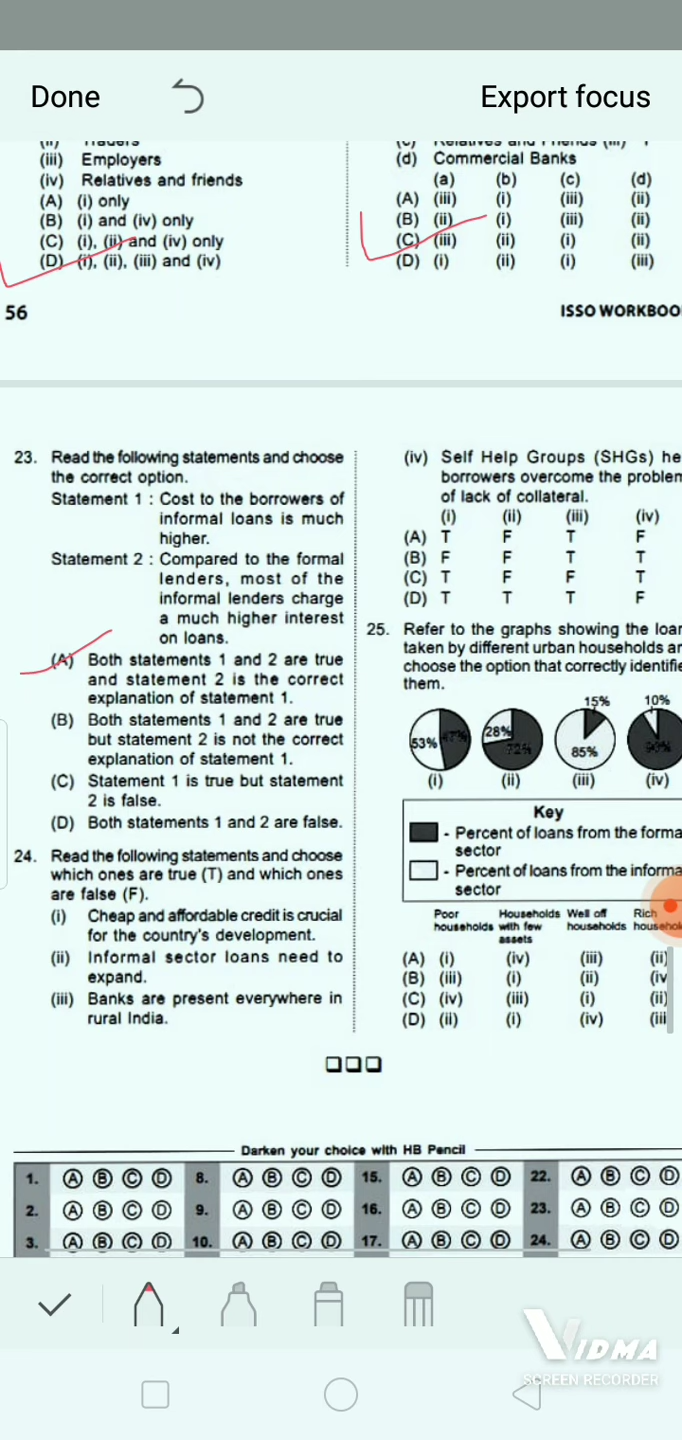 Done
Export focus
(ii) Traders
(iii) Employers
(iv) Relatives and friends
(A) (i) only
(B) (i) and (iv) only
(C) (i), (ii) and (iv) only
(D) (i), (ii), (iii) and (iv)
(c) Relatives and Friends (iii)
(d) Commercial Banks
(a) (b) (c) (d)
(A) (iii) (i) (iii) (ii)
(B) (ii) (i) (iii) (ii)
(C) (iii) (ii) (i) (ii)
(D) (i) (ii) (i) (iii)
56
ISSO WORKBOO
23. Read the following statements and choose
the correct option.
Statement 1 : Cost to the borrowers of
informal loans is much
higher.
Statement 2 : Compared to the formal
lenders, most of the
informal lenders charge
a much higher interest
on loans.
(A) Both statements 1 and 2 are true
and statement 2 is the correct
explanation of statement 1.
(B) Both statements 1 and 2 are true
but statement 2 is not the correct
explanation of statement 1.
(C) Statement 1 is true but statement
2 is false.
(D) Both statements 1 and 2 are false.
24. Read the following statements and choose
which ones are true (T) and which ones
are false (F).
(i) Cheap and affordable credit is crucial
for the country's development.
(ii) Informal sector loans need to
expand.
(iii) Banks are present everywhere in
rural India.
(iv) Self Help Groups (SHGs) he
borrowers overcome the problem
of lack of collateral.
(i) (ii) (iii) (iv)
(A) T F T F
(B) F F T T
(C) T F F T
(D) T T T F
25. Refer to the graphs showing the loan
taken by different urban households an
choose the option that correctly identifie
them.
15% 10%
53% 47% 28% 72% 85% 90%
(i) (ii) (iii) (iv)
Key
- Percent of loans from the forma
sector
- Percent of loans from the informa
sector
Poor Households Well off Rich
households with few households househol
assets
(A) (i) (iv) (iii) (ii)
(B) (iii) (i) (ii) (iv
(C) (iv) (iii) (i) (ii)
(D) (ii) (i) (iv) (iii
Darken your choice with HB Pencil
1. A B C D 8. A B C D 15. A B C D 22. A B C D
2. A B C D 9. A B C D 16. A B C D 23. A B C D
3. A B C D 10. A B C D 17. A B C D 24. A B C D
VIDMA
SCREEN RECORDER